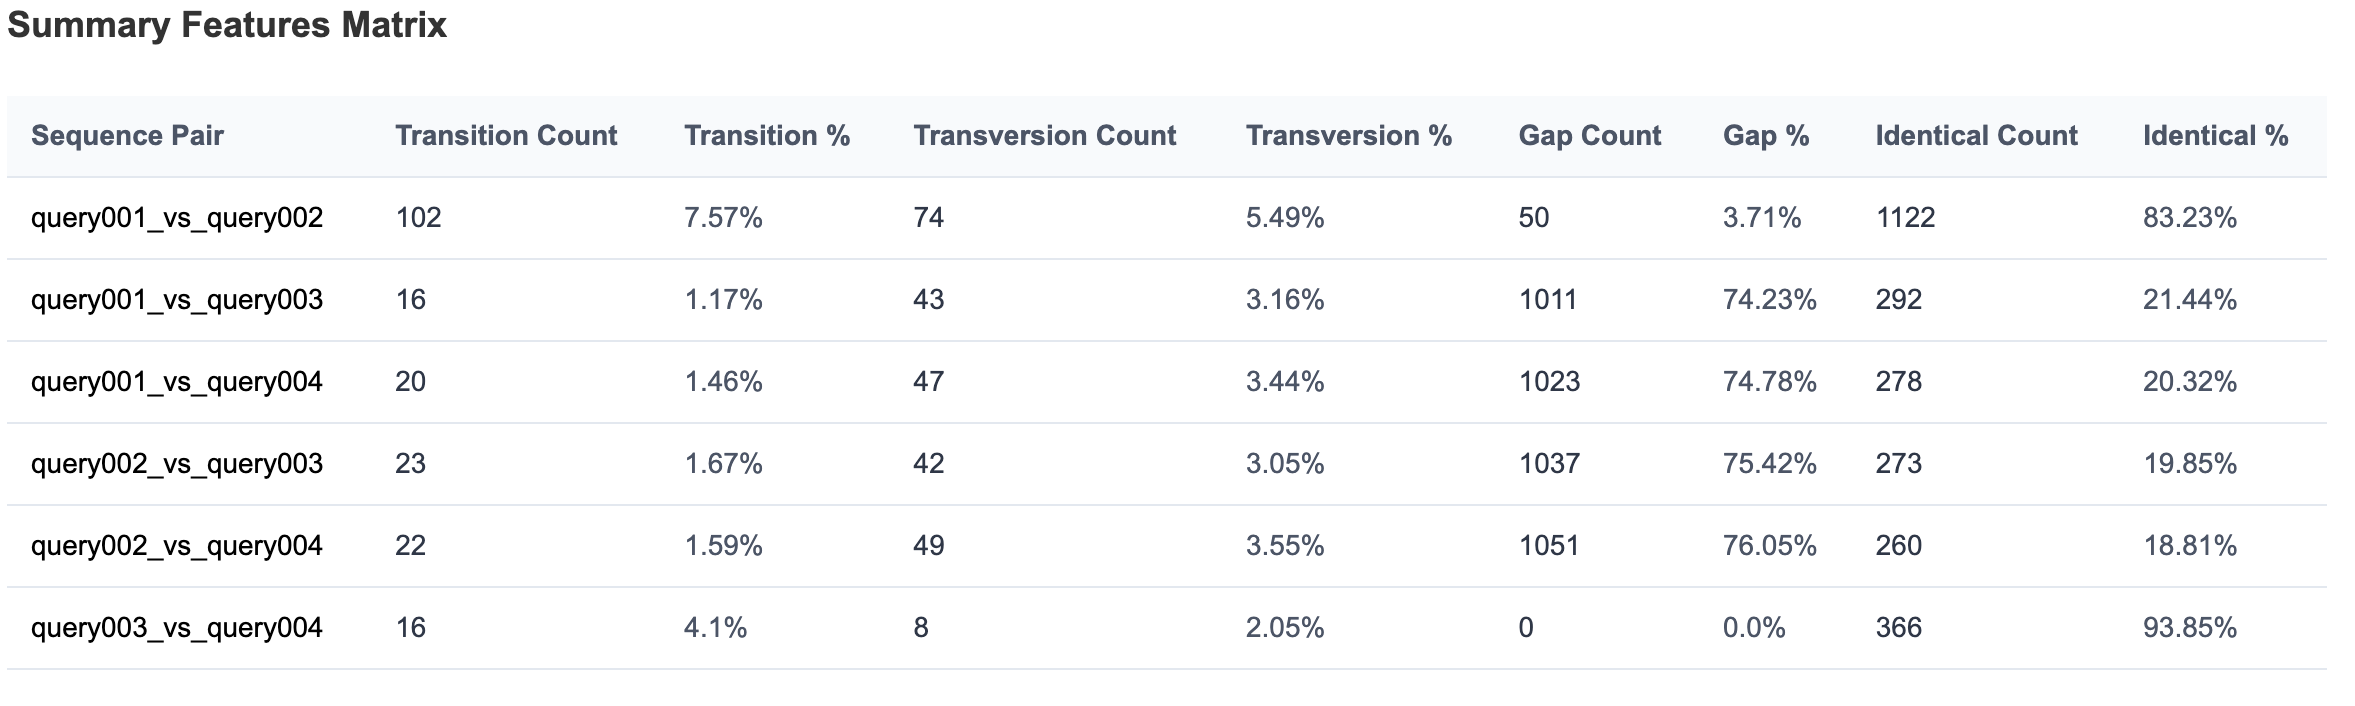 Summary Features Matrix
Sequence Pair Transition Count Transition % Transversion Count Transversion % Gap Count Gap % Identical Count Identical %
query001_vs_query002 102 7.57% 74 5.49% 50 3.71% 1122 83.23%
query001_vs_query003 16 1.17% 43 3.16% 1011 74.23% 292 21.44%
query001_vs_query004 20 1.46% 47 3.44% 1023 74.78% 278 20.32%
query002_vs_query003 23 1.67% 42 3.05% 1037 75.42% 273 19.85%
query002_vs_query004 22 1.59% 49 3.55% 1051 76.05% 260 18.81%
query003_vs_query004 16 4.1% 8 2.05% 0 0.0% 366 93.85%